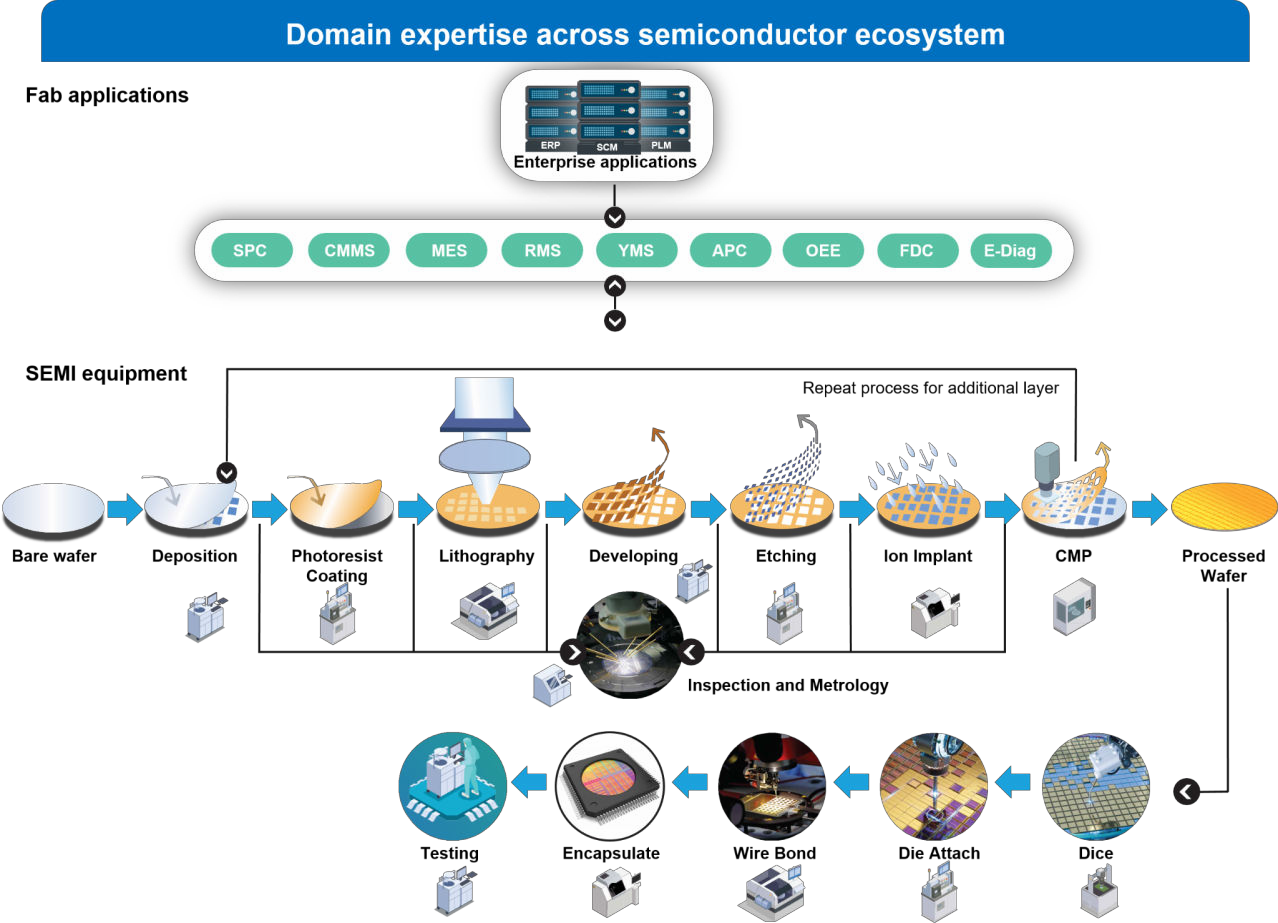 Domain expertise across semiconductor ecosystem
Fab applications
ERP
SCM
PLM
Enterprise applications
SPC
CMMS
MES
RMS
YMS
APC
OEE
FDC
E-Diag
SEMI equipment
Repeat process for additional layer
Bare wafer
Deposition
Photoresist
Coating
Lithography
Developing
Etching
Ion Implant
CMP
Processed
Wafer
Inspection and Metrology
Testing
Encapsulate
Wire Bond
Die Attach
Dice